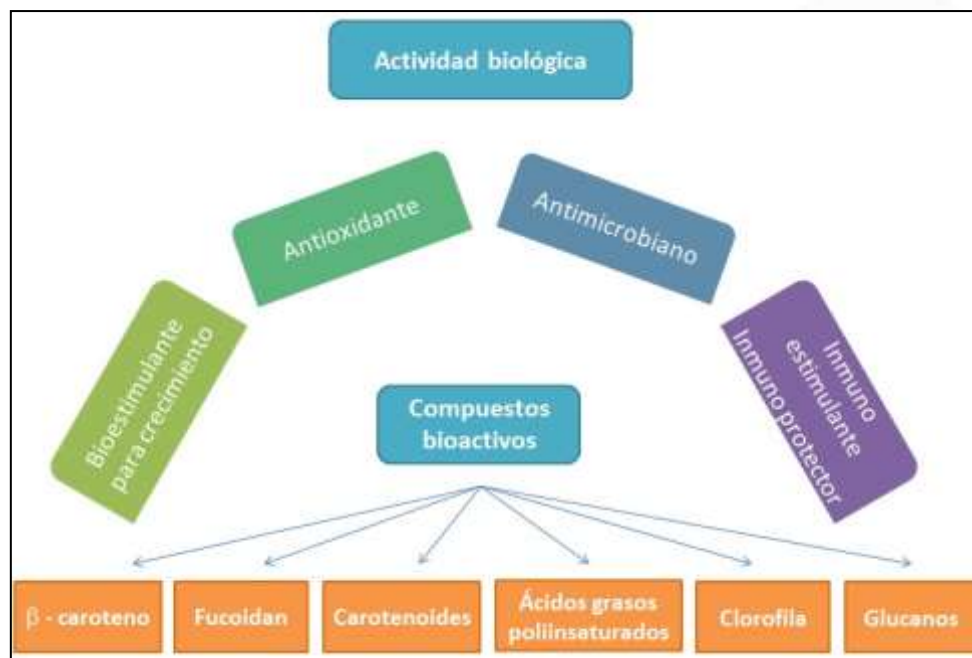 Actividad biológica
Antioxidante
Antimicrobiano
Bioestimulante
para crecimiento
Inmuno
estimulante
Inmuno protector
Compuestos
bioactivos
β - caroteno
Fucoidan
Carotenoides
Ácidos grasos
poliinsaturados
Clorofila
Glucanos